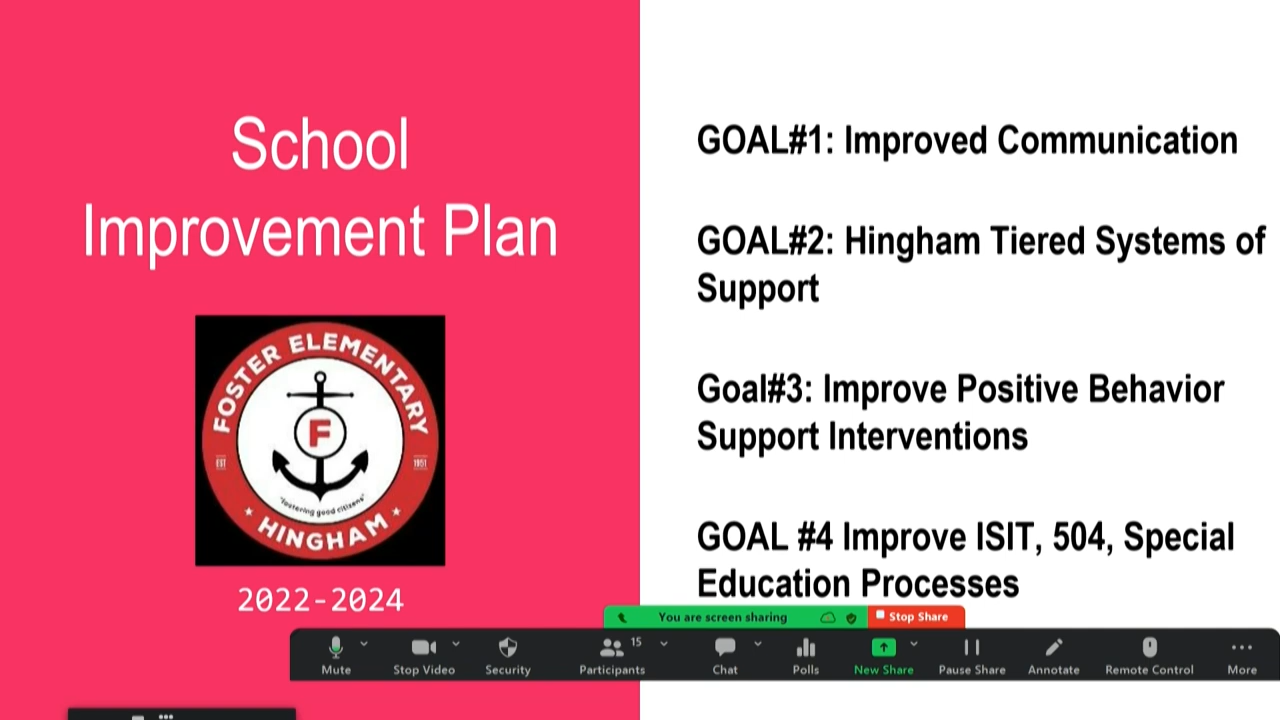 School
Improvement Plan
FOSTER ELEMENTARY
F
EST
1951
"fostering good citizens"
HINGHAM
2022-2024
GOAL#1: Improved Communication
GOAL#2: Hingham Tiered Systems of
Support
Goal#3: Improve Positive Behavior
Support Interventions
GOAL #4 Improve ISIT, 504, Special
Education Processes
You are screen sharing
Stop Share
Mute
Stop Video
Security
Participants
15
Chat
Polls
New Share
Pause Share
Annotate
Remote Control
More